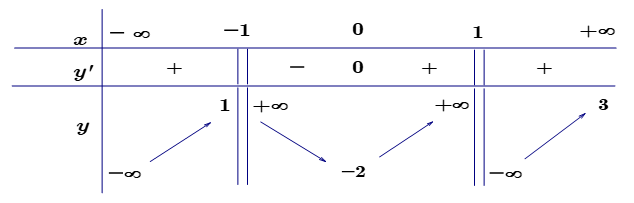 x −∞ −1 0 1 +∞
y′ + − 0 + +
1 +∞ +∞ 3
y
−∞ −2 −∞